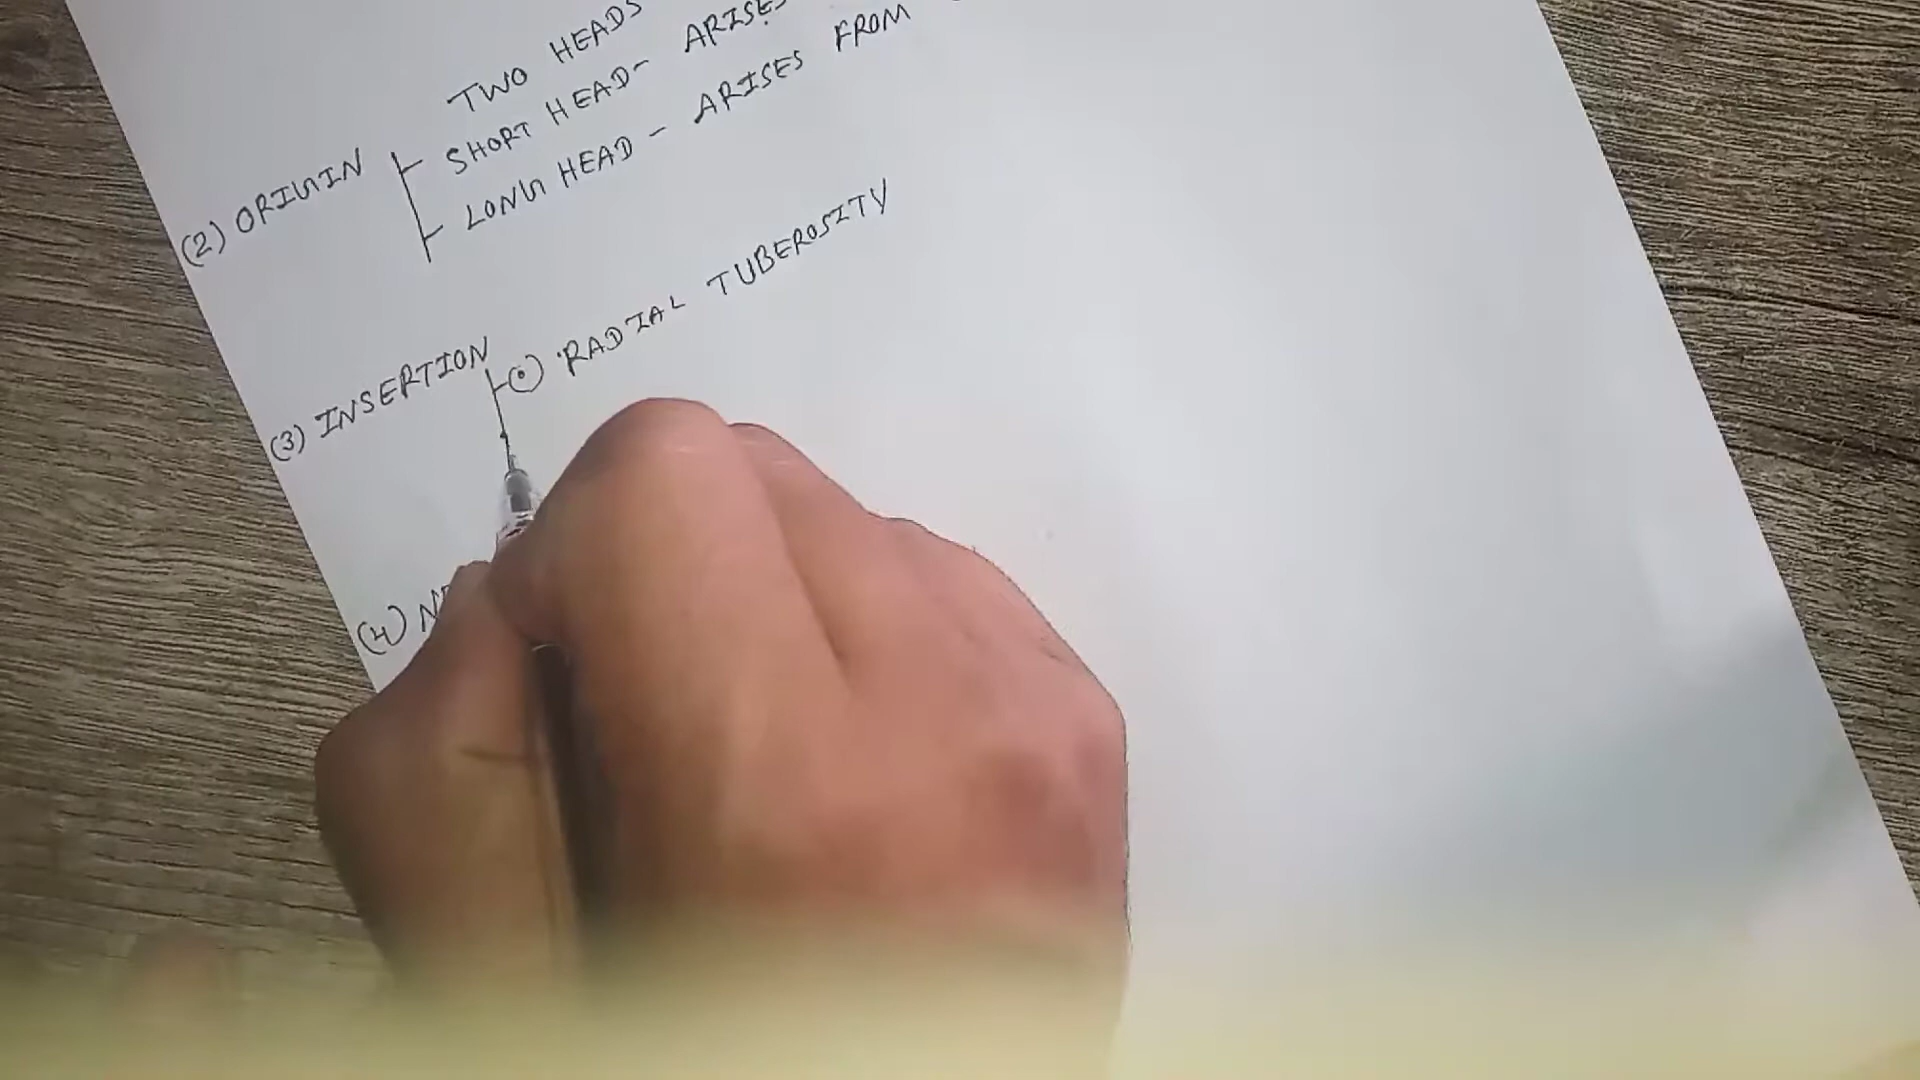 TWO HEADS
(2) ORIGIN
SHORT HEAD- ARISES
LONG HEAD - ARISES FROM
(3) INSERTION
RADIAL TUBEROSITY
(4)